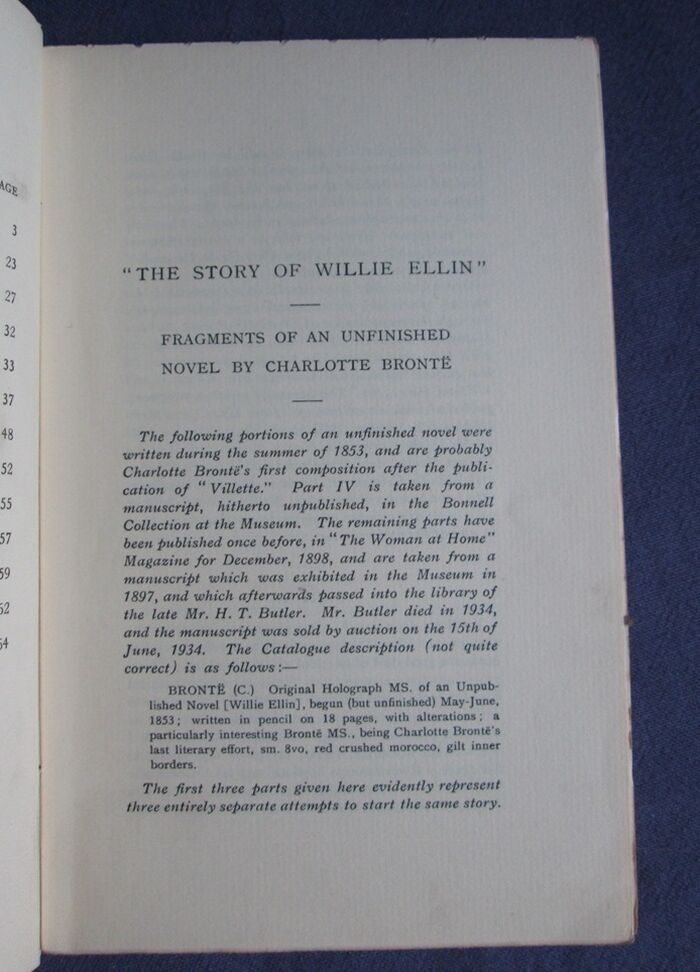 AGE
3
23
27
32
33
37
48
52
55
57
59
62
64
"THE STORY OF WILLIE ELLIN"
FRAGMENTS OF AN UNFINISHED
NOVEL BY CHARLOTTE BRONTË
The following portions of an unfinished novel were
written during the summer of 1853, and are probably
Charlotte Brontë's first composition after the publi-
cation of "Villette." Part IV is taken from a
manuscript, hitherto unpublished, in the Bonnell
Collection at the Museum. The remaining parts have
been published once before, in "The Woman at Home"
Magazine for December, 1898, and are taken from a
manuscript which was exhibited in the Museum in
1897, and which afterwards passed into the library of
the late Mr. H. T. Butler. Mr. Butler died in 1934,
and the manuscript was sold by auction on the 15th of
June, 1934. The Catalogue description (not quite
correct) is as follows:—
BRONTË (C.) Original Holograph MS. of an Unpub-
lished Novel [Willie Ellin], begun (but unfinished) May-June,
1853; written in pencil on 18 pages, with alterations; a
particularly interesting Brontë MS., being Charlotte Brontë's
last literary effort, sm. 8vo, red crushed morocco, gilt inner
borders.
The first three parts given here evidently represent
three entirely separate attempts to start the same story.